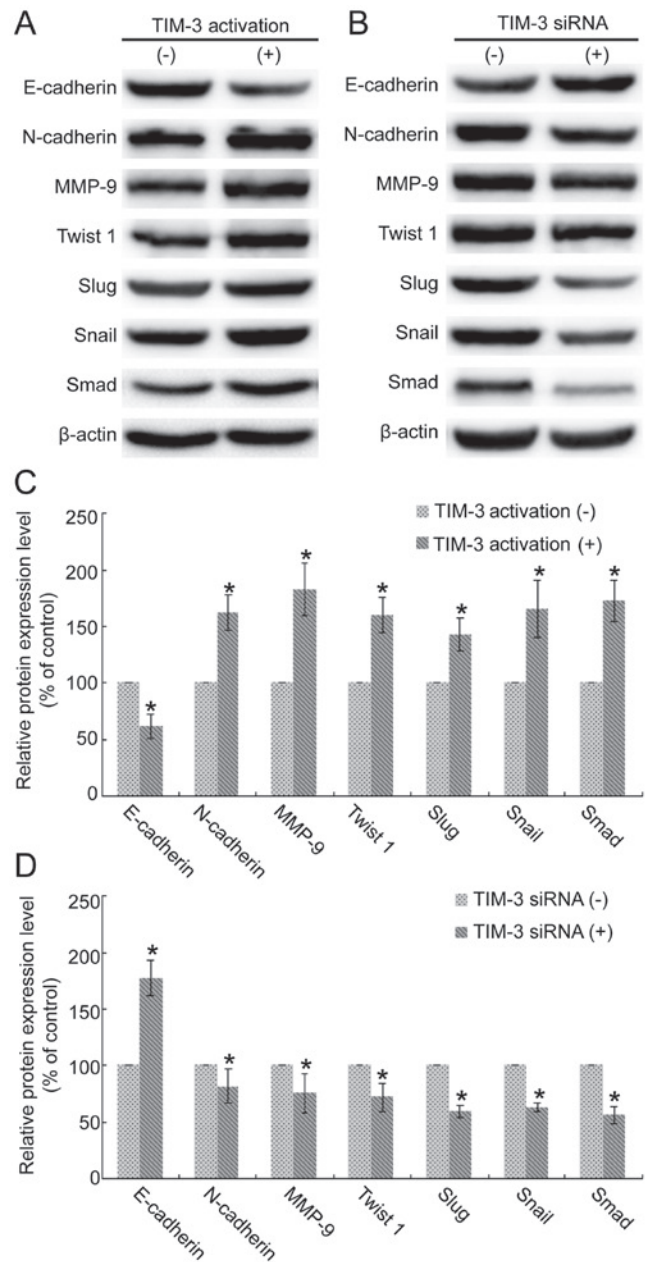 A
TIM-3 activation
(-) (+)
E-cadherin
N-cadherin
MMP-9
Twist 1
Slug
Snail
Smad
β-actin
B
TIM-3 siRNA
(-) (+)
E-cadherin
N-cadherin
MMP-9
Twist 1
Slug
Snail
Smad
β-actin
C
Relative protein expression level
(% of control)
250
200
150
100
50
0
TIM-3 activation (-)
TIM-3 activation (+)
* * * * * * *
E-cadherin
N-cadherin
MMP-9
Twist 1
Slug
Snail
Smad
D
Relative protein expression level
(% of control)
250
200
150
100
50
0
TIM-3 siRNA (-)
TIM-3 siRNA (+)
* * * * * * *
E-cadherin
N-cadherin
MMP-9
Twist 1
Slug
Snail
Smad